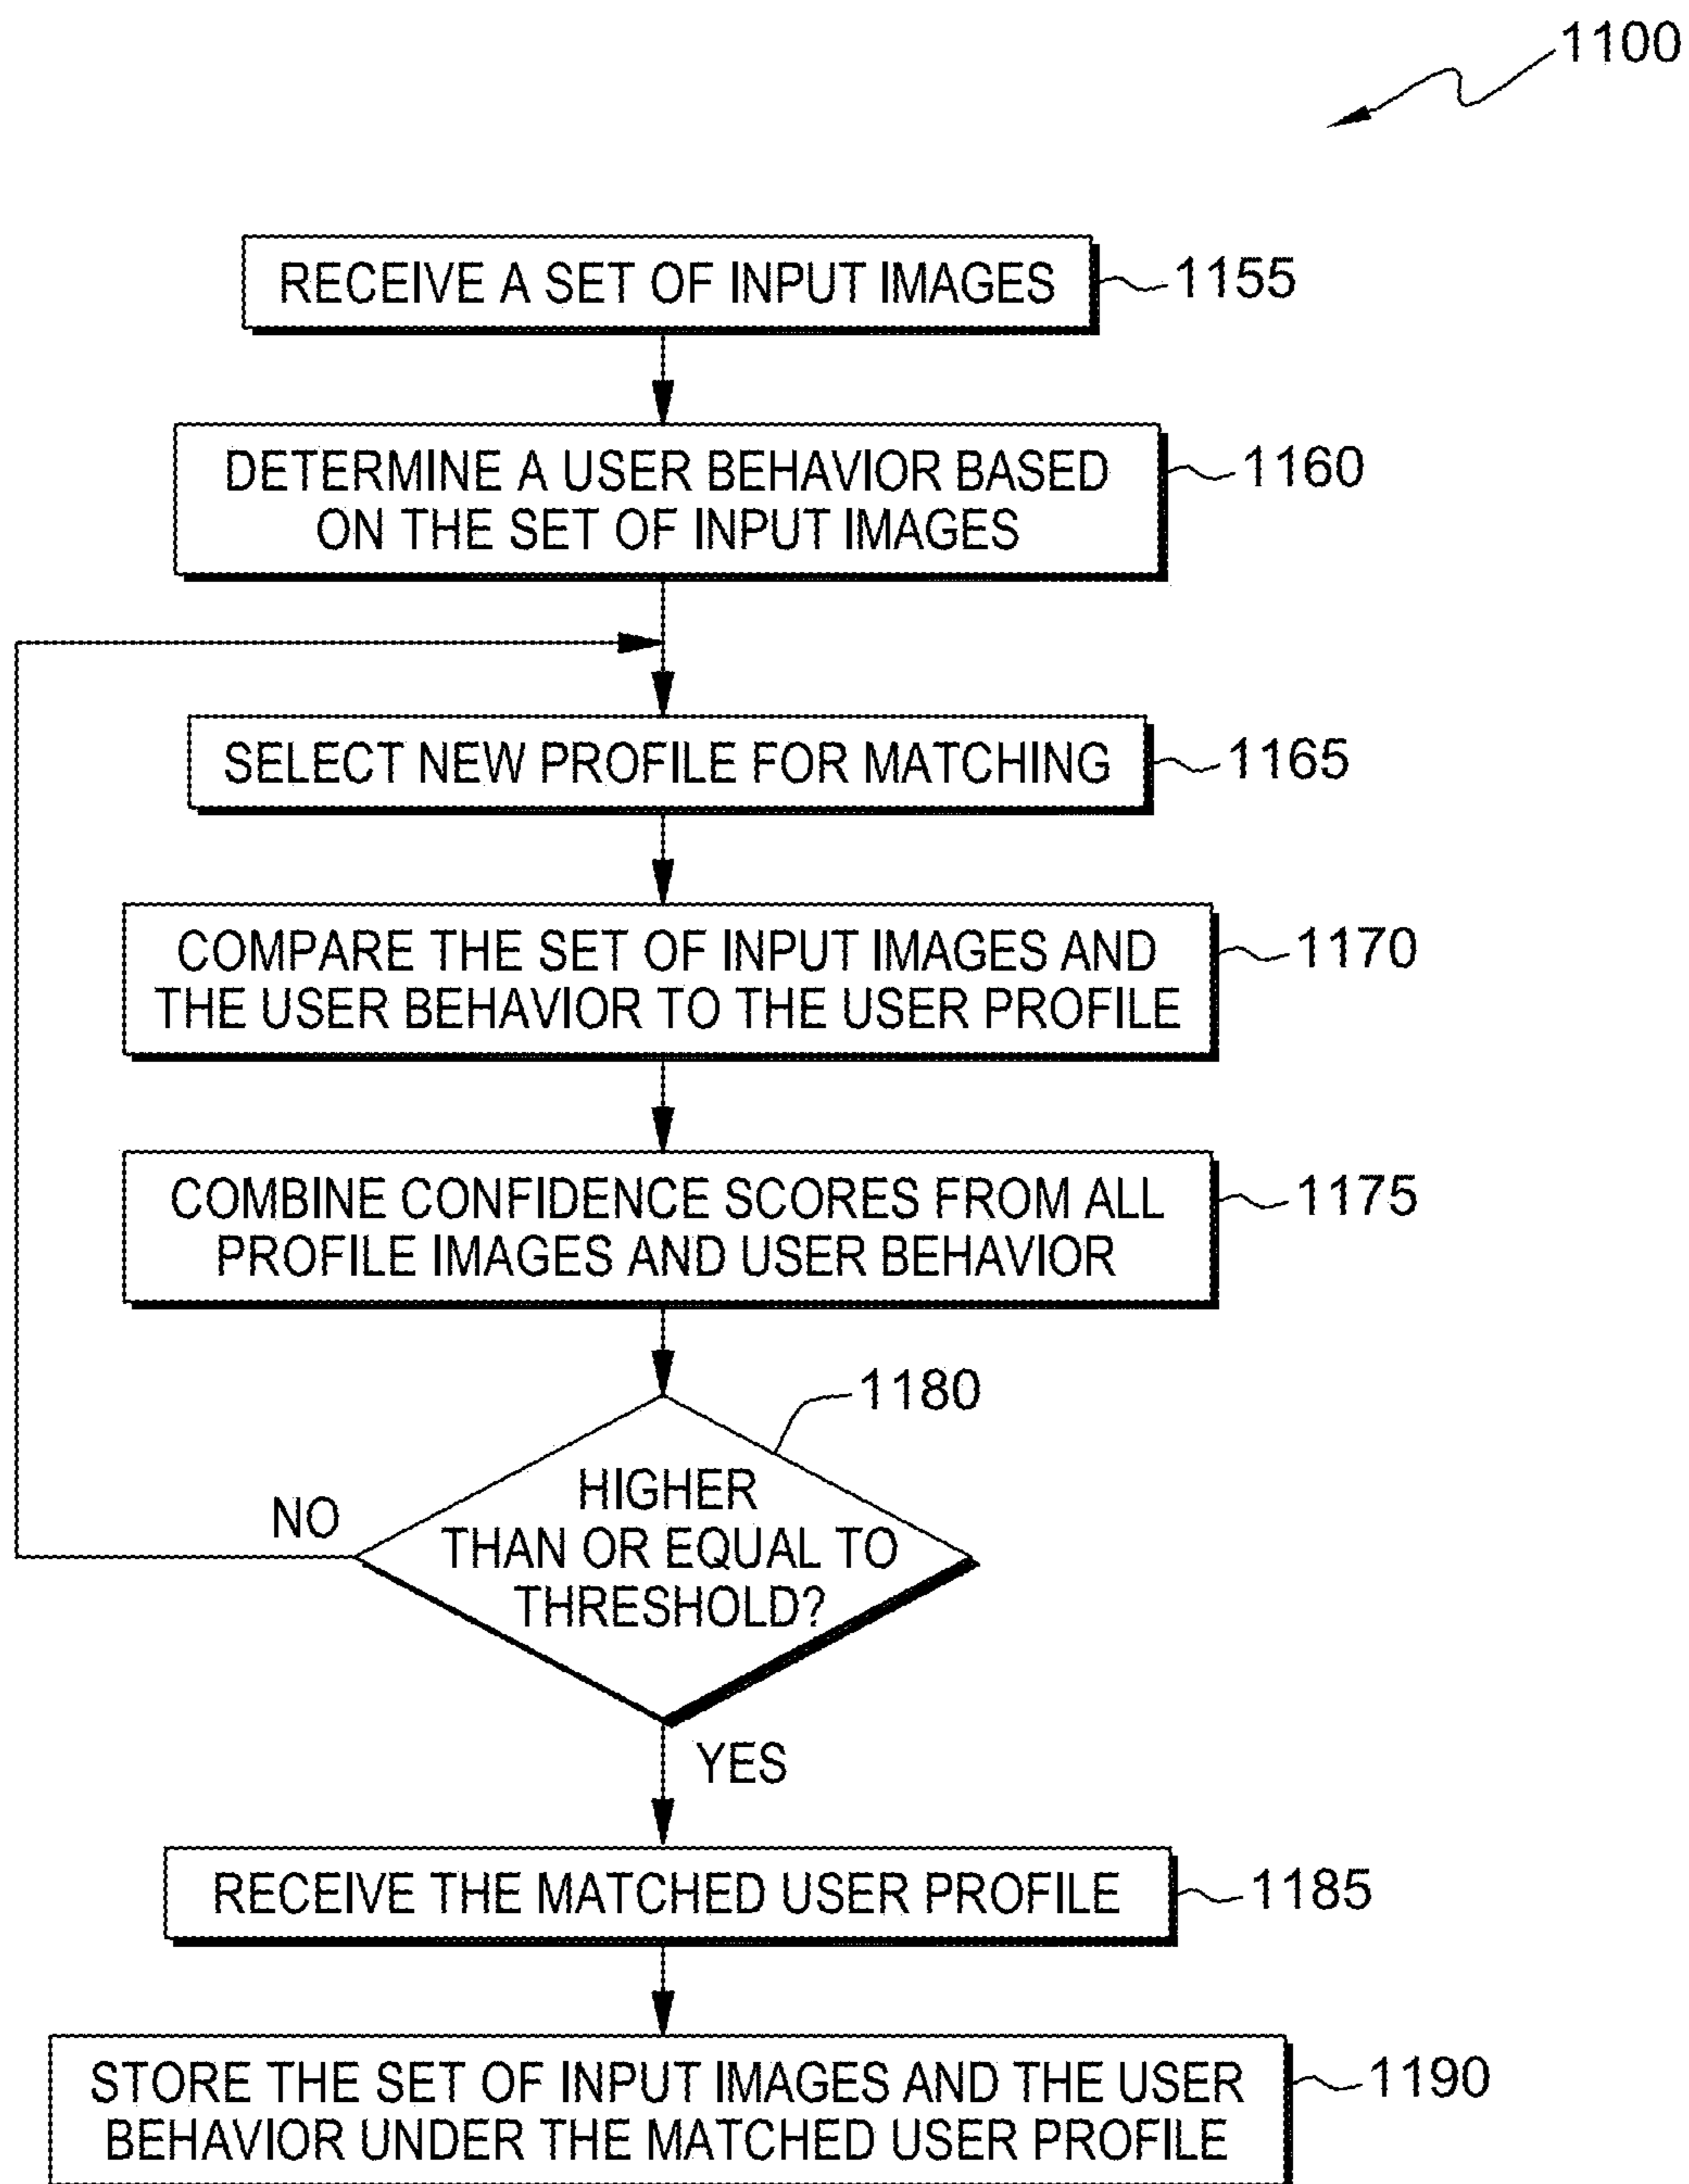 1100
RECEIVE A SET OF INPUT IMAGES
1155
DETERMINE A USER BEHAVIOR BASED
ON THE SET OF INPUT IMAGES
1160
SELECT NEW PROFILE FOR MATCHING
1165
COMPARE THE SET OF INPUT IMAGES AND
THE USER BEHAVIOR TO THE USER PROFILE
1170
COMBINE CONFIDENCE SCORES FROM ALL
PROFILE IMAGES AND USER BEHAVIOR
1175
1180
HIGHER
THAN OR EQUAL TO
THRESHOLD?
NO
YES
RECEIVE THE MATCHED USER PROFILE
1185
STORE THE SET OF INPUT IMAGES AND THE USER
BEHAVIOR UNDER THE MATCHED USER PROFILE
1190